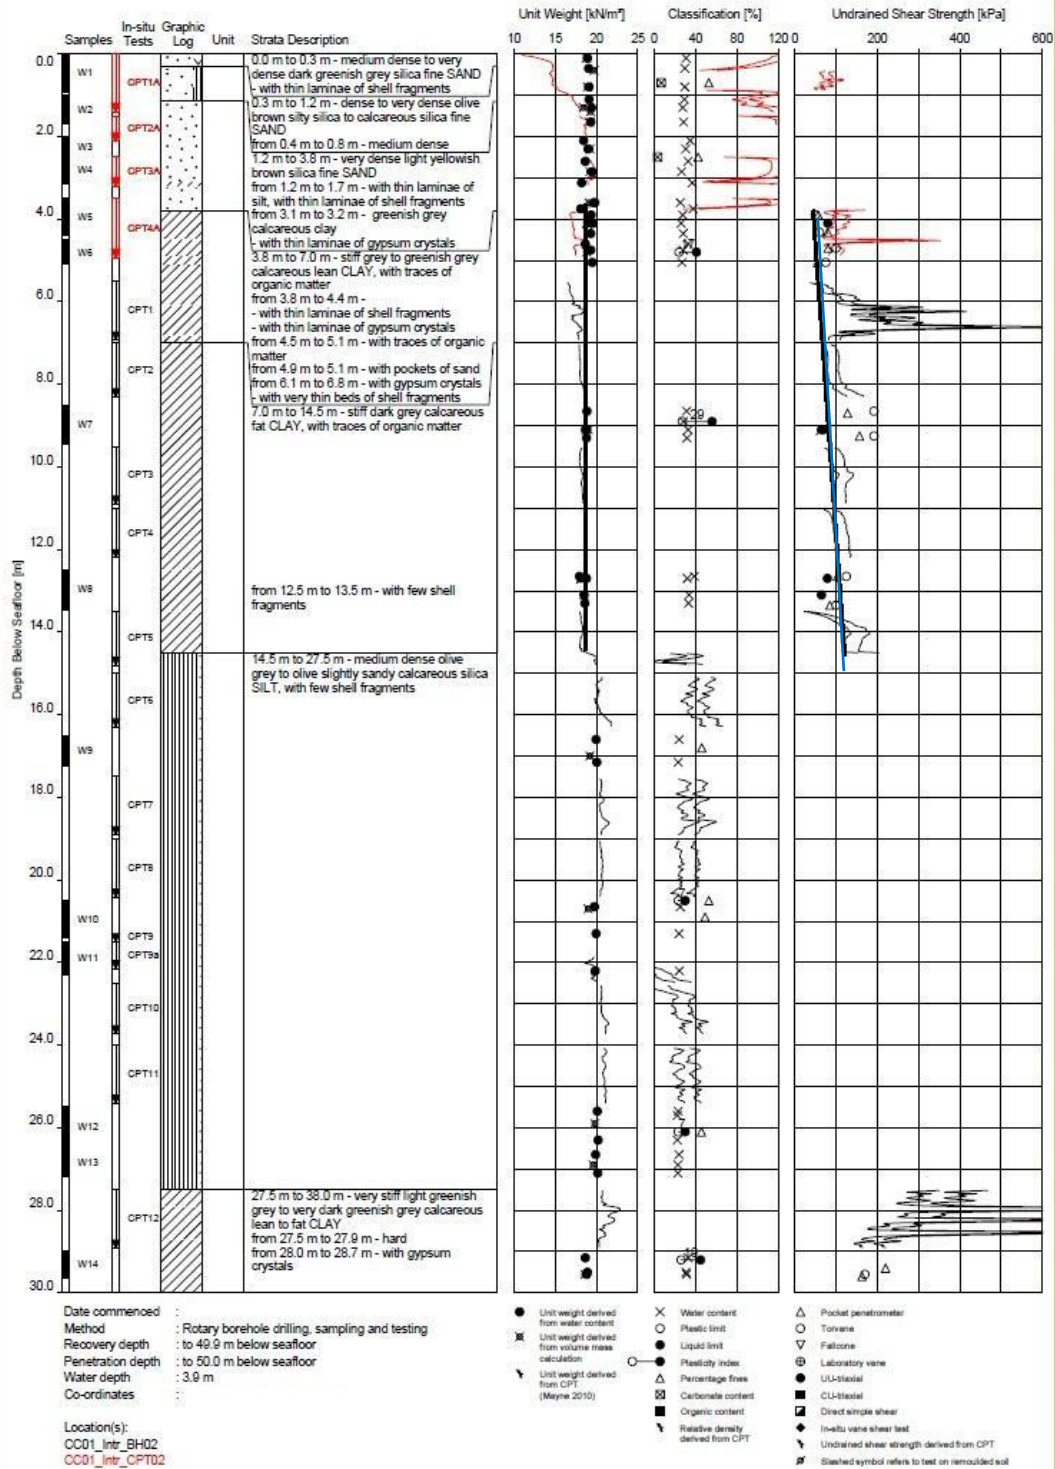 Unit Weight [kN/m³] Classification [%] Undrained Shear Strength [kPa]
Samples In-situ Tests Graphic Log Unit Strata Description
10 15 20 25 0 40 80 120 0 200 400 600
0.0
2.0
4.0
6.0
8.0
10.0
12.0
14.0
16.0
18.0
20.0
22.0
24.0
26.0
28.0
30.0
Depth Below Seafloor [m]
W1
W2
W3
W4
W5
W6
W7
W8
W9
W10
W11
W12
W13
W14
CPT1A
CPT2A
CPT3A
CPT4A
CPT1
CPT2
CPT3
CPT4
CPT5
CPT6
CPT7
CPT8
CPT9
CPT9a
CPT10
CPT11
CPT12
0.0 m to 0.3 m - medium dense to very
dense dark greenish grey silica fine SAND
- with thin laminae of shell fragments
0.3 m to 1.2 m - dense to very dense olive
brown silty silica to calcareous silica fine
SAND
from 0.4 m to 0.8 m - medium dense
1.2 m to 3.8 m - very dense light yellowish
brown silica fine SAND
from 1.2 m to 1.7 m - with thin laminae of
silt, with thin laminae of shell fragments
from 3.1 m to 3.2 m - greenish grey
calcareous clay
- with thin laminae of gypsum crystals
3.8 m to 7.0 m - stiff grey to greenish grey
calcareous lean CLAY, with traces of
organic matter
from 3.8 m to 4.4 m -
- with thin laminae of shell fragments
- with thin laminae of gypsum crystals
from 4.5 m to 5.1 m - with traces of organic
matter
from 4.9 m to 5.1 m - with pockets of sand
from 6.1 m to 6.8 m - with gypsum crystals
- with very thin beds of shell fragments
7.0 m to 14.5 m - stiff dark grey calcareous
fat CLAY, with traces of organic matter
from 12.5 m to 13.5 m - with few shell
fragments
14.5 m to 27.5 m - medium dense olive
grey to olive slightly sandy calcareous silica
SILT, with few shell fragments
27.5 m to 38.0 m - very stiff light greenish
grey to very dark greenish grey calcareous
lean to fat CLAY
from 27.5 m to 27.9 m - hard
from 28.0 m to 28.7 m - with gypsum
crystals
29
Date commenced :
Method : Rotary borehole drilling, sampling and testing
Recovery depth : to 49.9 m below seafloor
Penetration depth : to 50.0 m below seafloor
Water depth : 3.9 m
Co-ordinates :
Location(s):
CC01_Intr_BH02
CC01_Intr_CPT02
Unit weight derived
from water content
Unit weight derived
from volume mass
calculation
Unit weight derived
from CPT
(Mayne 2010)
Water content
Plastic limit
Liquid limit
Plasticity index
Percentage fines
Carbonate content
Organic content
Relative density
derived from CPT
Pocket penetrometer
Torvane
Fallcone
Laboratory vane
UU-triaxial
CU-triaxial
Direct simple shear
In-situ vane shear test
Undrained shear strength derived from CPT
Slashed symbol refers to test on remoulded soil